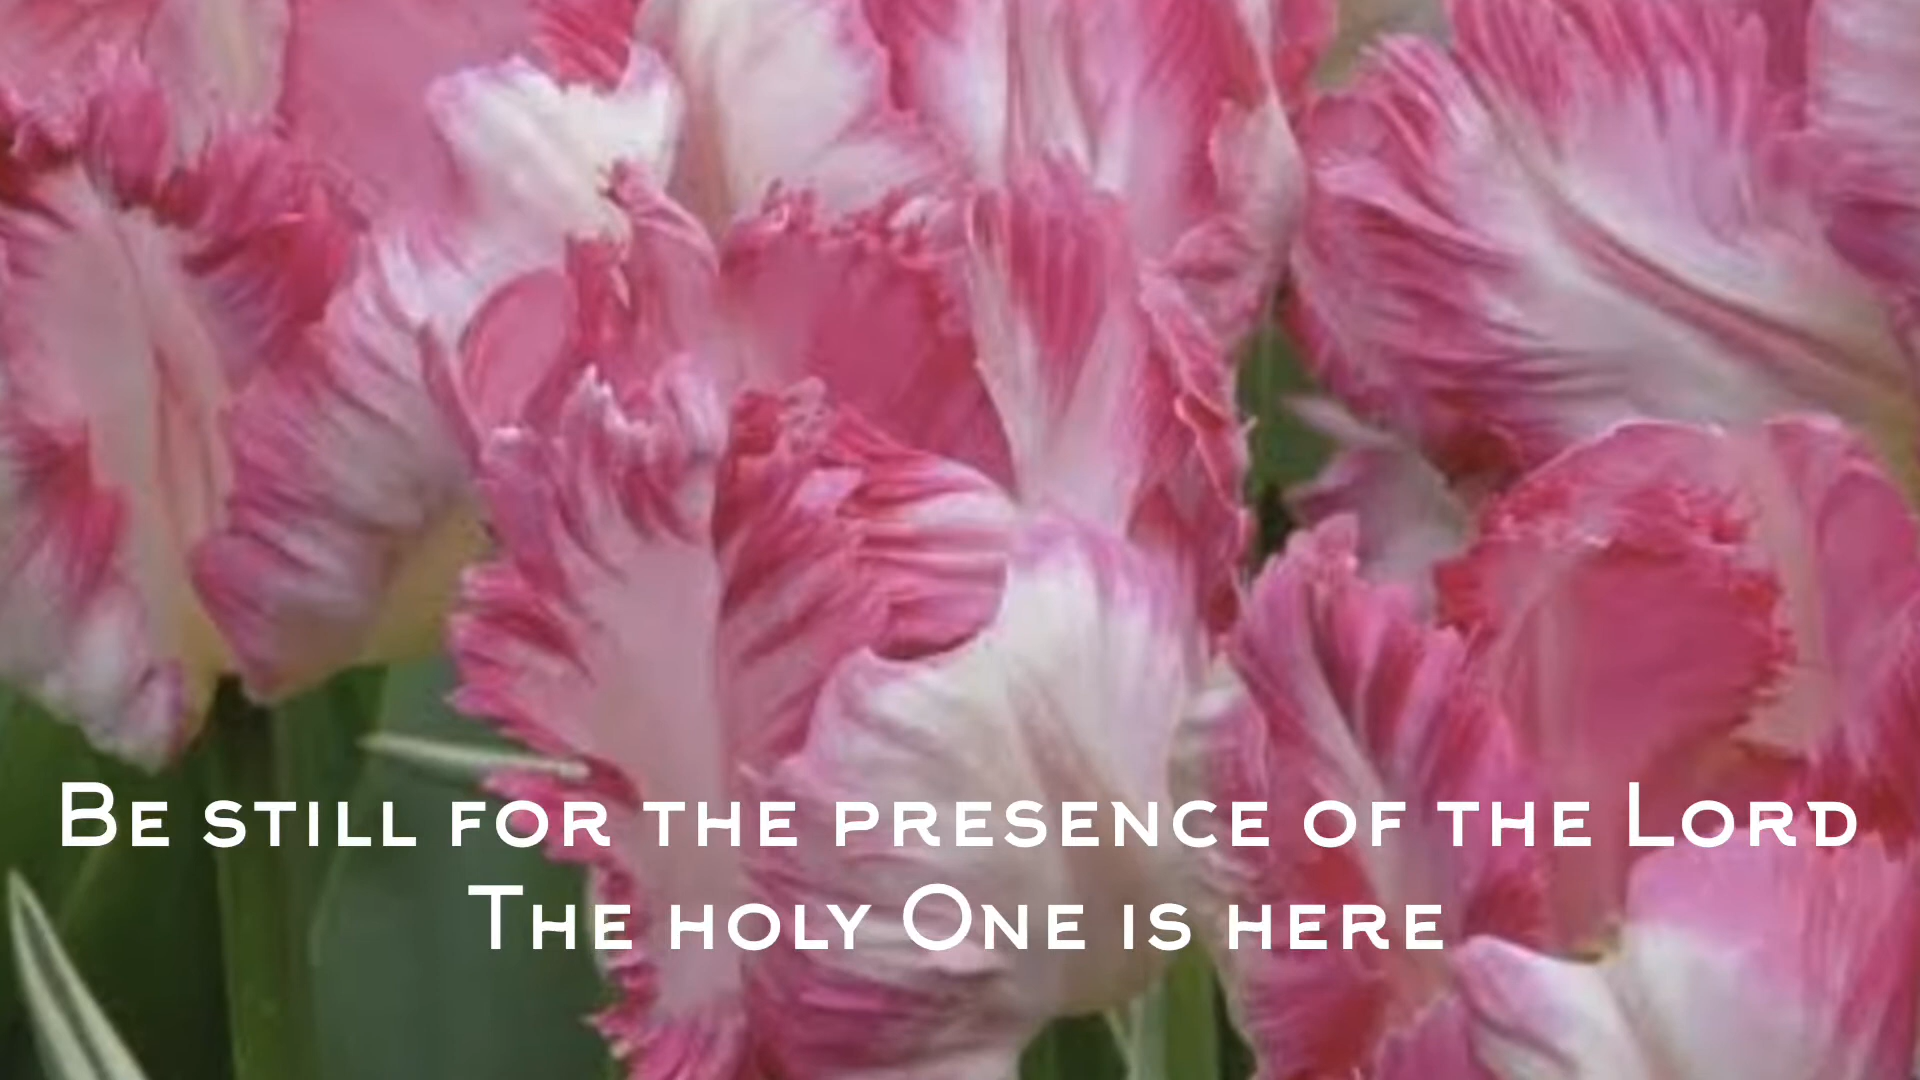 Be still for the presence of the Lord
The holy One is here